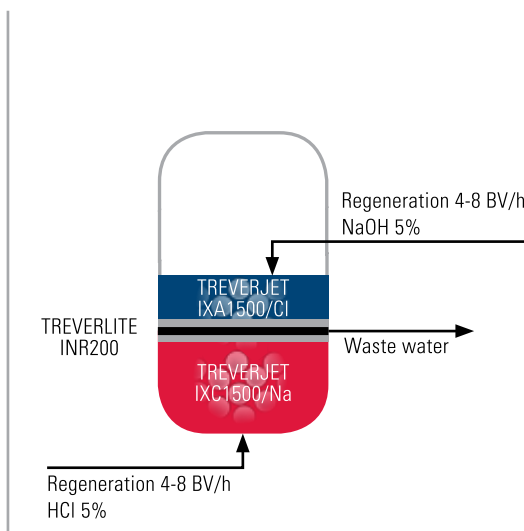 Regeneration 4-8 BV/h
NaOH 5%
TREVERJET
IXA1500/Cl
TREVERLITE
INR200
Waste water
TREVERJET
IXC1500/Na
Regeneration 4-8 BV/h
HCl 5%